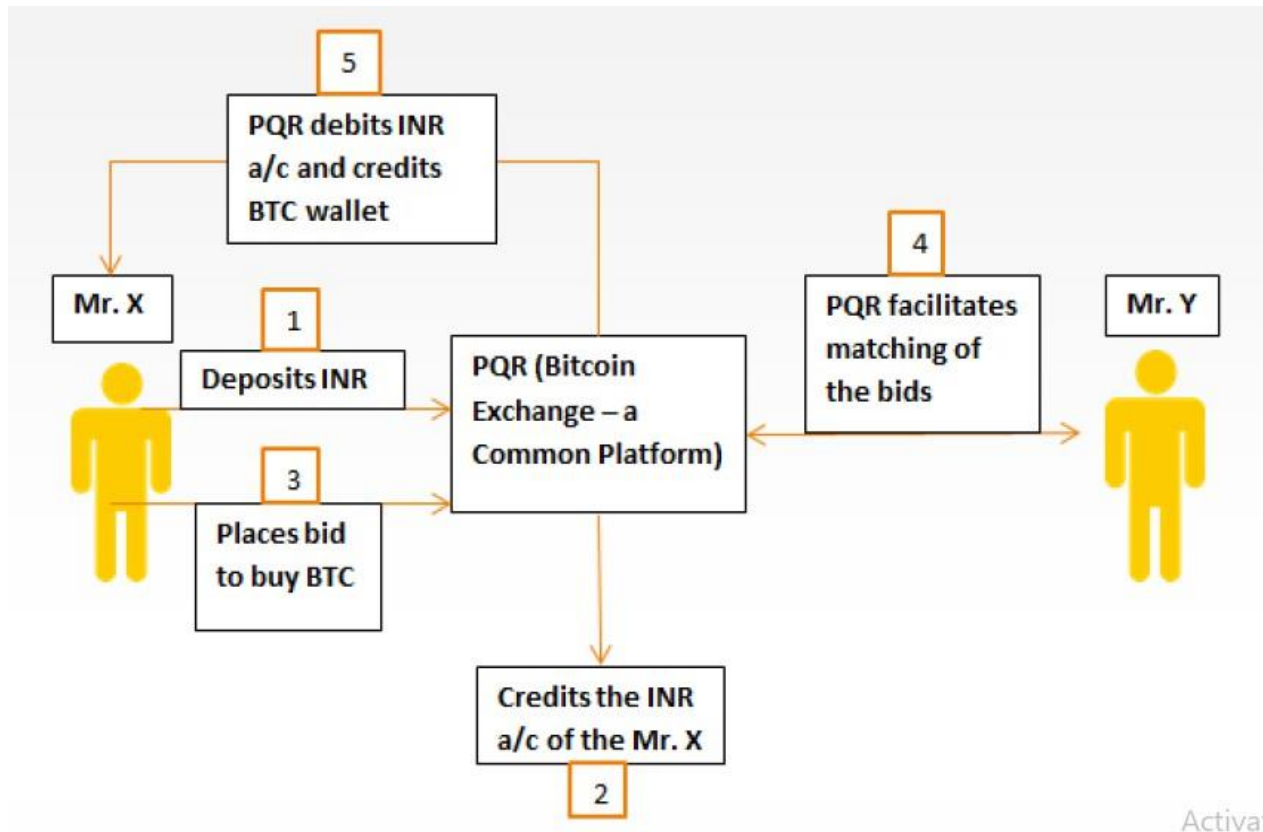 5
PQR debits INR
a/c and credits
BTC wallet
Mr. X
1
Deposits INR
3
Places bid
to buy BTC
PQR (Bitcoin
Exchange – a
Common Platform)
4
PQR facilitates
matching of
the bids
Mr. Y
Credits the INR
a/c of the Mr. X
2
Activa